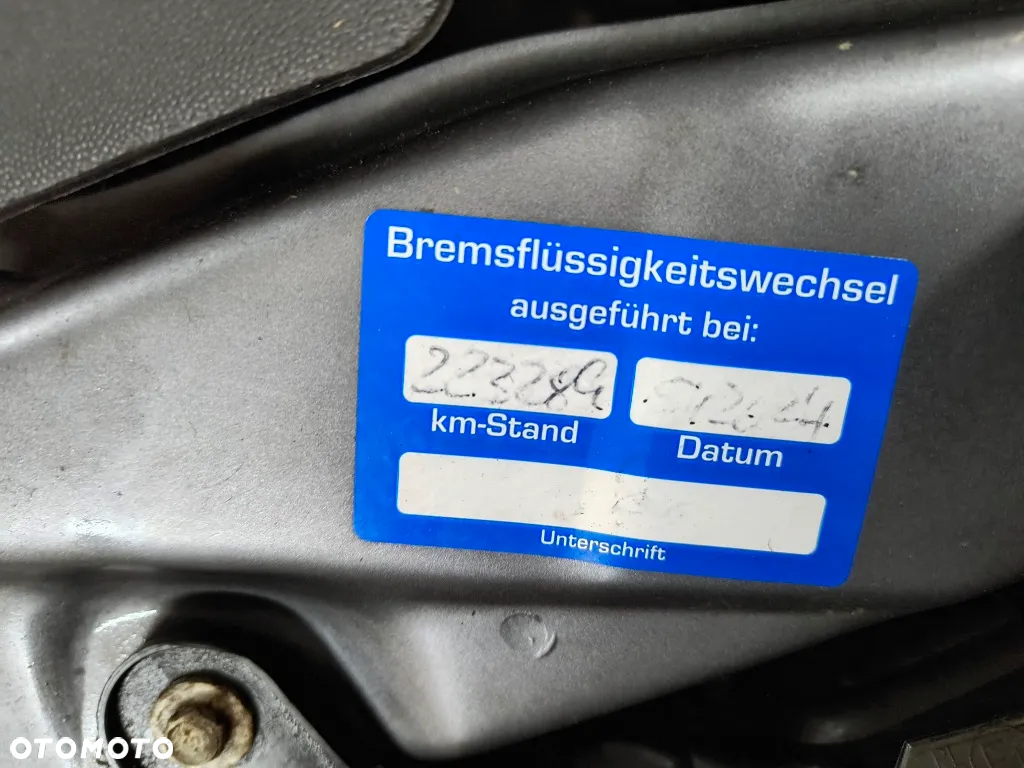 Bremsflüssigkeitswechsel
ausgeführt bei:
km-Stand
Datum
Unterschrift
OTOMOTO